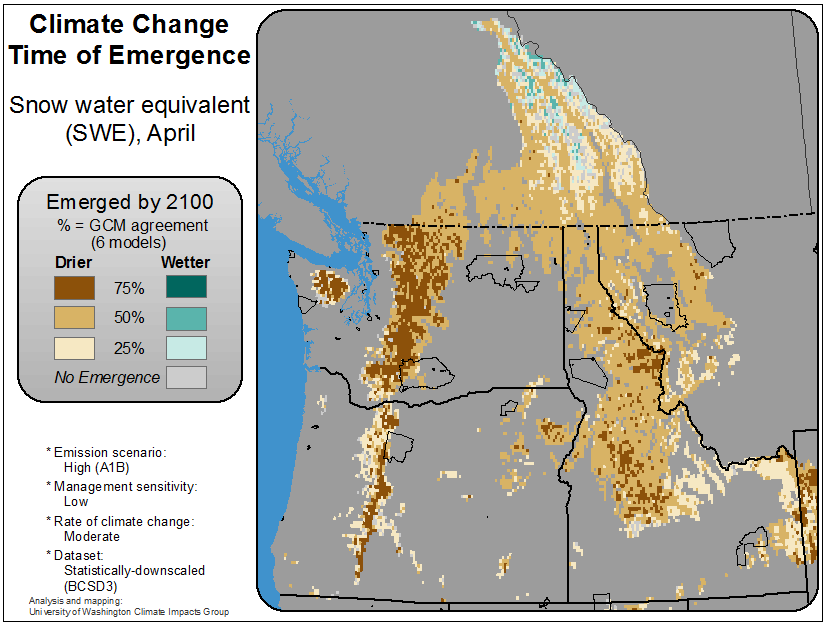 Climate Change
Time of Emergence
Snow water equivalent
(SWE), April
Emerged by 2100
% = GCM agreement
(6 models)
Drier Wetter
75%
50%
25%
No Emergence
* Emission scenario:
High (A1B)
* Management sensitivity:
Low
* Rate of climate change:
Moderate
* Dataset:
Statistically-downscaled
(BCSD3)
Analysis and mapping:
University of Washington Climate Impacts Group